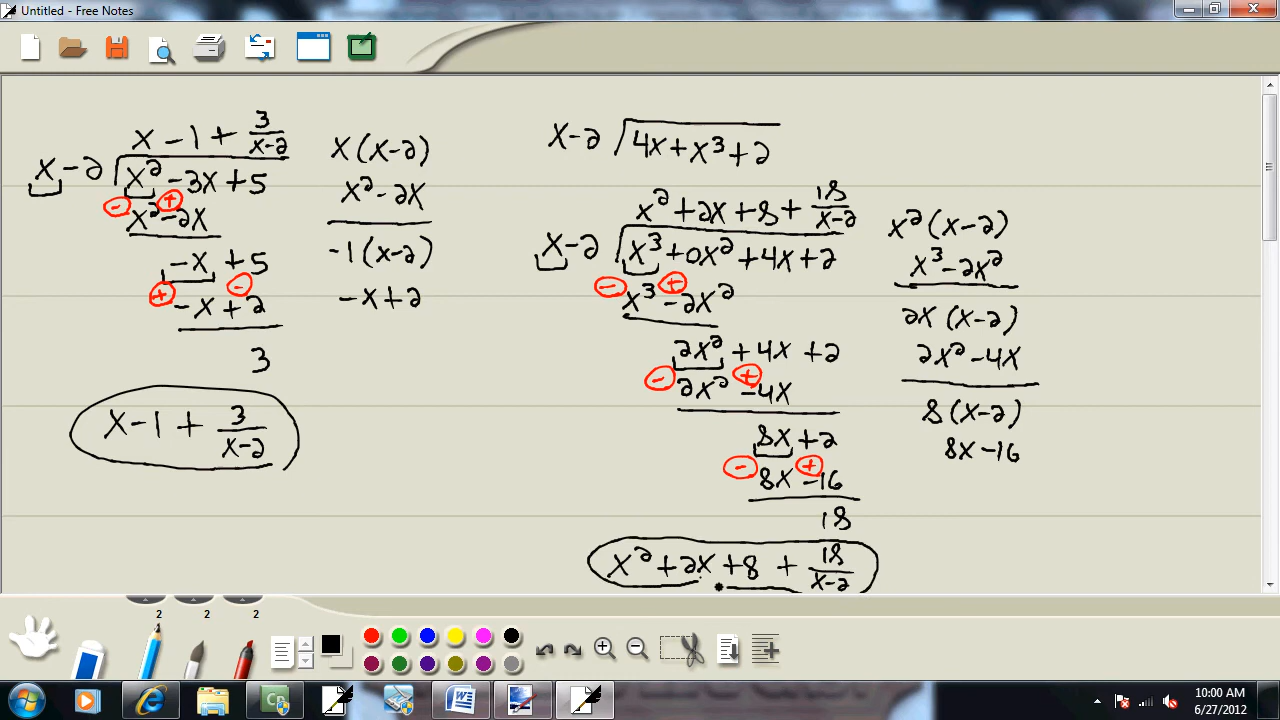 Untitled - Free Notes
x - 1 + 3/(x-2)
x-2 x² - 3x + 5
- +
x² - 2x
-x + 5
+ -
-x + 2
3
x-1 + 3/(x-2)
x(x-2)
x² - 2x
-1(x-2)
-x+2
x-2 4x+x³+2
x² + 2x + 8 + 18/(x-2)
x-2 x³ + 0x² + 4x + 2
- +
x³ - 2x²
2x² + 4x + 2
- +
2x² - 4x
8x + 2
- +
8x - 16
18
x² + 2x + 8 + 18/(x-2)
x²(x-2)
x³ - 2x²
2x(x-2)
2x² - 4x
8(x-2)
8x - 16
2 2 2
10:00 AM
6/27/2012